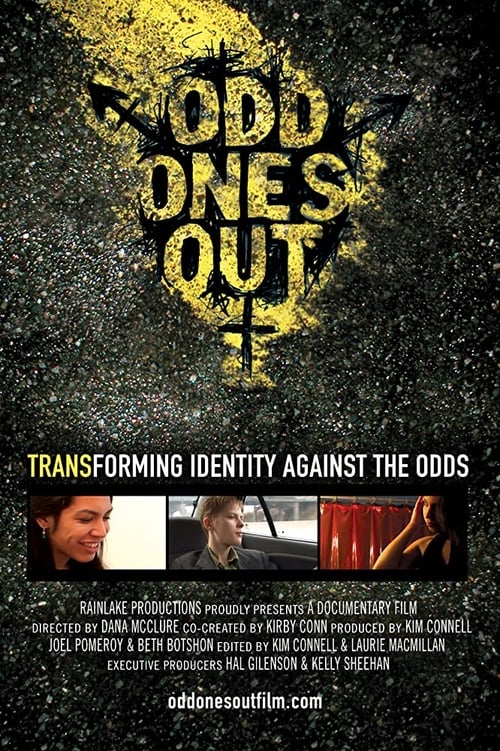 ODD
ONES
OUT
TRANSFORMING IDENTITY AGAINST THE ODDS
RAINLAKE PRODUCTIONS PROUDLY PRESENTS A DOCUMENTARY FILM
DIRECTED BY DANA MCCLURE CO-CREATED BY KIRBY CONN PRODUCED BY KIM CONNELL
JOEL POMEROY & BETH BOTSHON EDITED BY KIM CONNELL & LAURIE MACMILLAN
EXECUTIVE PRODUCERS HAL GILENSON & KELLY SHEEHAN
oddonesoutfilm.com